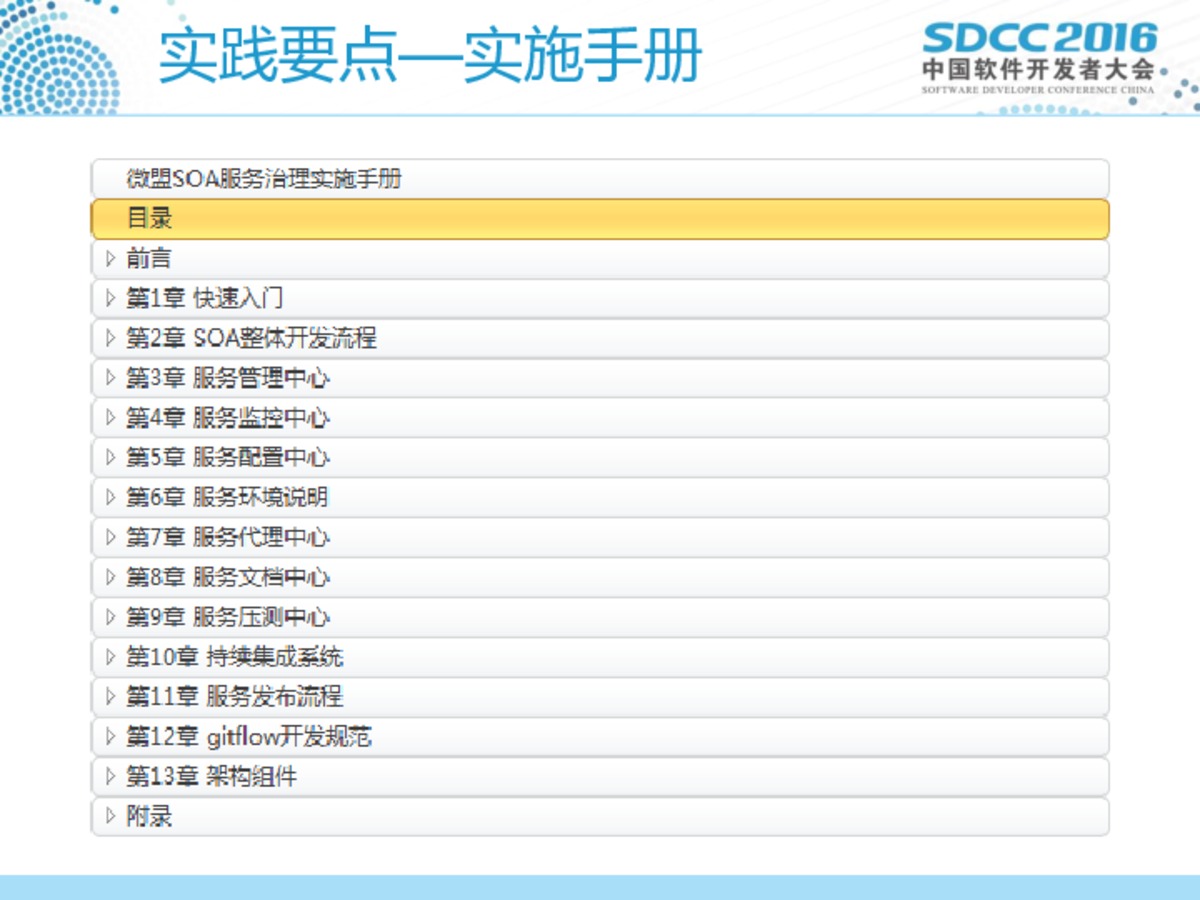 实践要点—实施手册
SDCC 2016
中国软件开发者大会
SOFTWARE DEVELOPER CONFERENCE CHINA
微盟SOA服务治理实施手册
目录
前言
第1章 快速入门
第2章 SOA整体开发流程
第3章 服务管理中心
第4章 服务监控中心
第5章 服务配置中心
第6章 服务环境说明
第7章 服务代理中心
第8章 服务文档中心
第9章 服务压测中心
第10章 持续集成系统
第11章 服务发布流程
第12章 gitflow开发规范
第13章 架构组件
附录